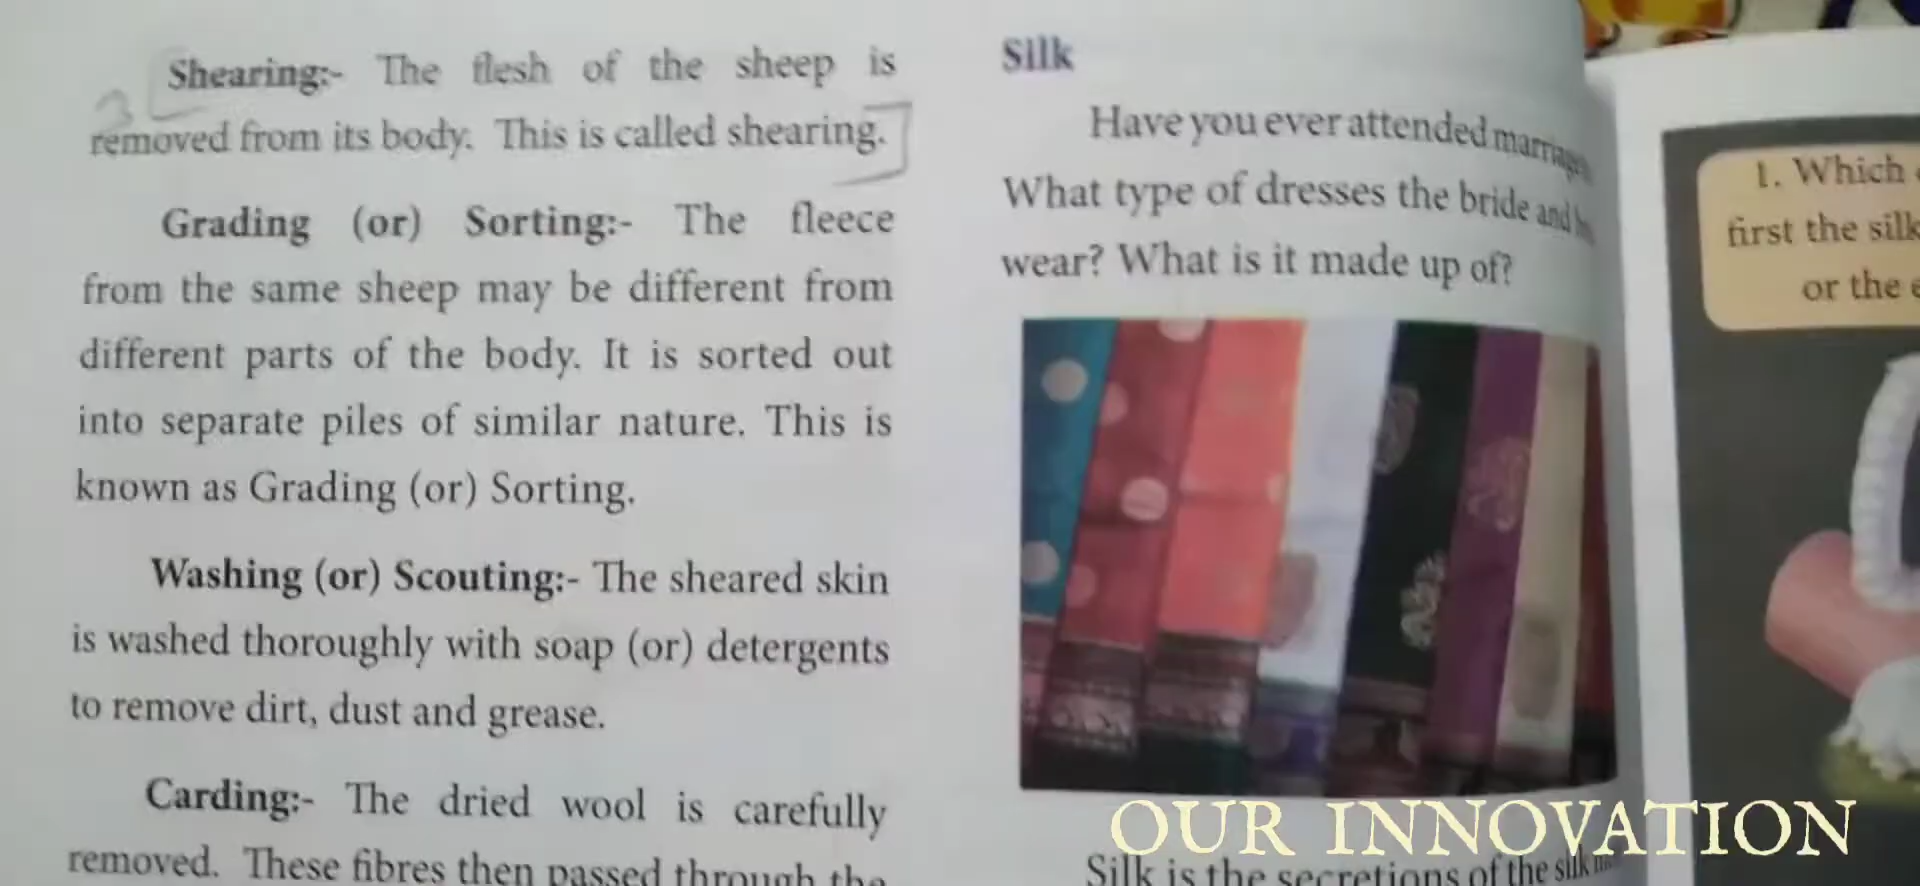 Shearing:- The flesh of the sheep is
removed from its body. This is called shearing.
Grading (or) Sorting:- The fleece
from the same sheep may be different from
different parts of the body. It is sorted out
into separate piles of similar nature. This is
known as Grading (or) Sorting.
Washing (or) Scouting:- The sheared skin
is washed thoroughly with soap (or) detergents
to remove dirt, dust and grease.
Carding:- The dried wool is carefully
removed. These fibres then passed through the
Silk
Have you ever attended
What type of dresses the bride and
wear? What is it made up of?
Silk is the secretions of the silk
1. Which
first the silk
or the
OUR INNOVATION